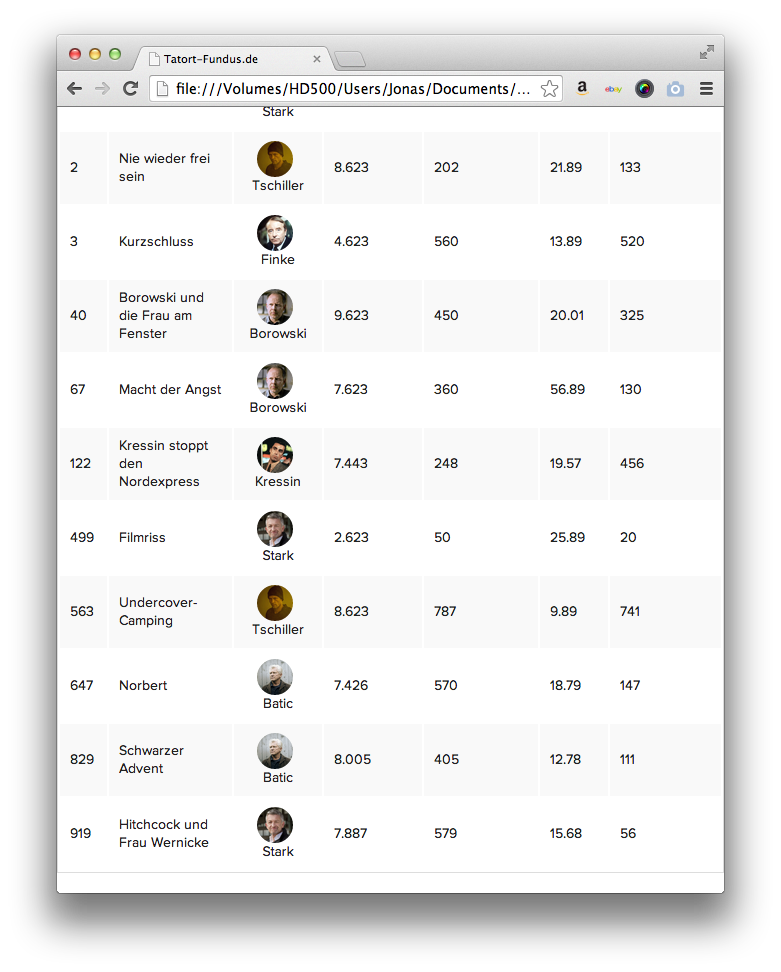 Tatort-Fundus.de
file:///Volumes/HD500/Users/Jonas/Documents/...
a
ebay
Stark
2 Nie wieder frei sein Tschiller 8.623 202 21.89 133
3 Kurzschluss Finke 4.623 560 13.89 520
40 Borowski und die Frau am Fenster Borowski 9.623 450 20.01 325
67 Macht der Angst Borowski 7.623 360 56.89 130
122 Kressin stoppt den Nordexpress Kressin 7.443 248 19.57 456
499 Filmriss Stark 2.623 50 25.89 20
563 Undercover-Camping Tschiller 8.623 787 9.89 741
647 Norbert Batic 7.426 570 18.79 147
829 Schwarzer Advent Batic 8.005 405 12.78 111
919 Hitchcock und Frau Wernicke Stark 7.887 579 15.68 56